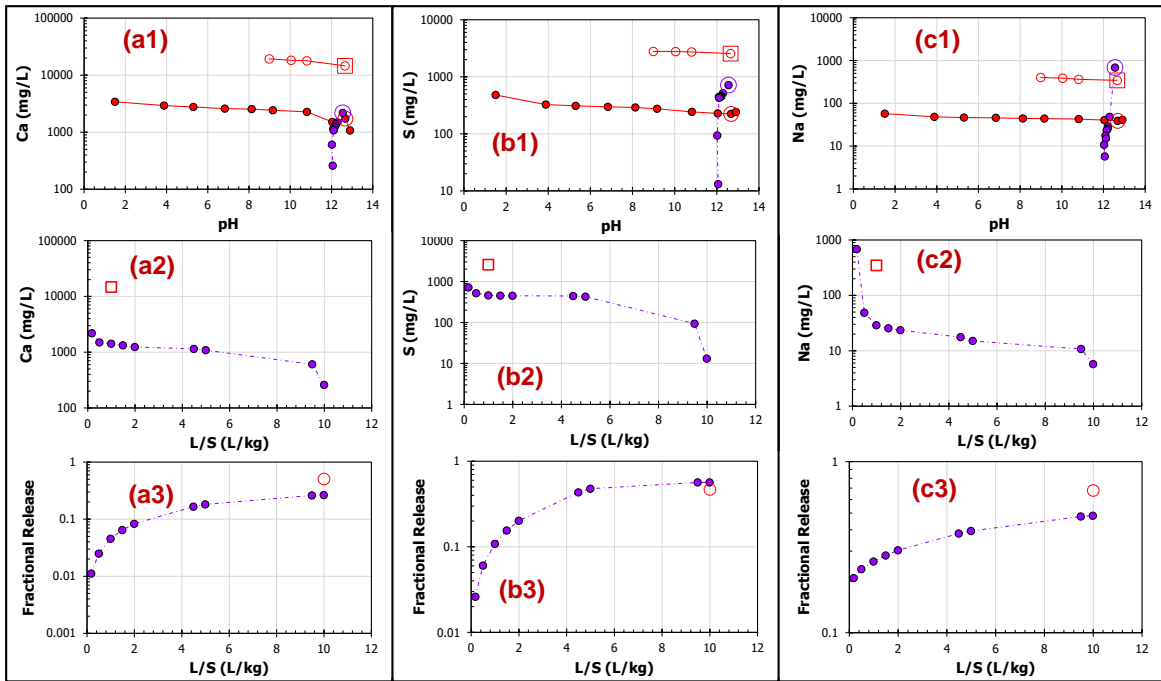 (a1)
100000
10000
1000
100
Ca (mg/L)
0 2 4 6 8 10 12 14
pH
(b1)
10000
1000
100
10
S (mg/L)
0 2 4 6 8 10 12 14
pH
(c1)
10000
1000
100
10
1
Na (mg/L)
0 2 4 6 8 10 12 14
pH
(a2)
100000
10000
1000
100
Ca (mg/L)
0 2 4 6 8 10 12
L/S (L/kg)
(b2)
10000
1000
100
10
1
S (mg/L)
0 2 4 6 8 10 12
L/S (L/kg)
(c2)
1000
100
10
1
Na (mg/L)
0 2 4 6 8 10 12
L/S (L/kg)
(a3)
1
0.1
0.01
0.001
Fractional Release
0 2 4 6 8 10 12
L/S (L/kg)
(b3)
1
0.1
0.01
Fractional Release
0 2 4 6 8 10 12
L/S (L/kg)
(c3)
1
0.1
Fractional Release
0 2 4 6 8 10 12
L/S (L/kg)